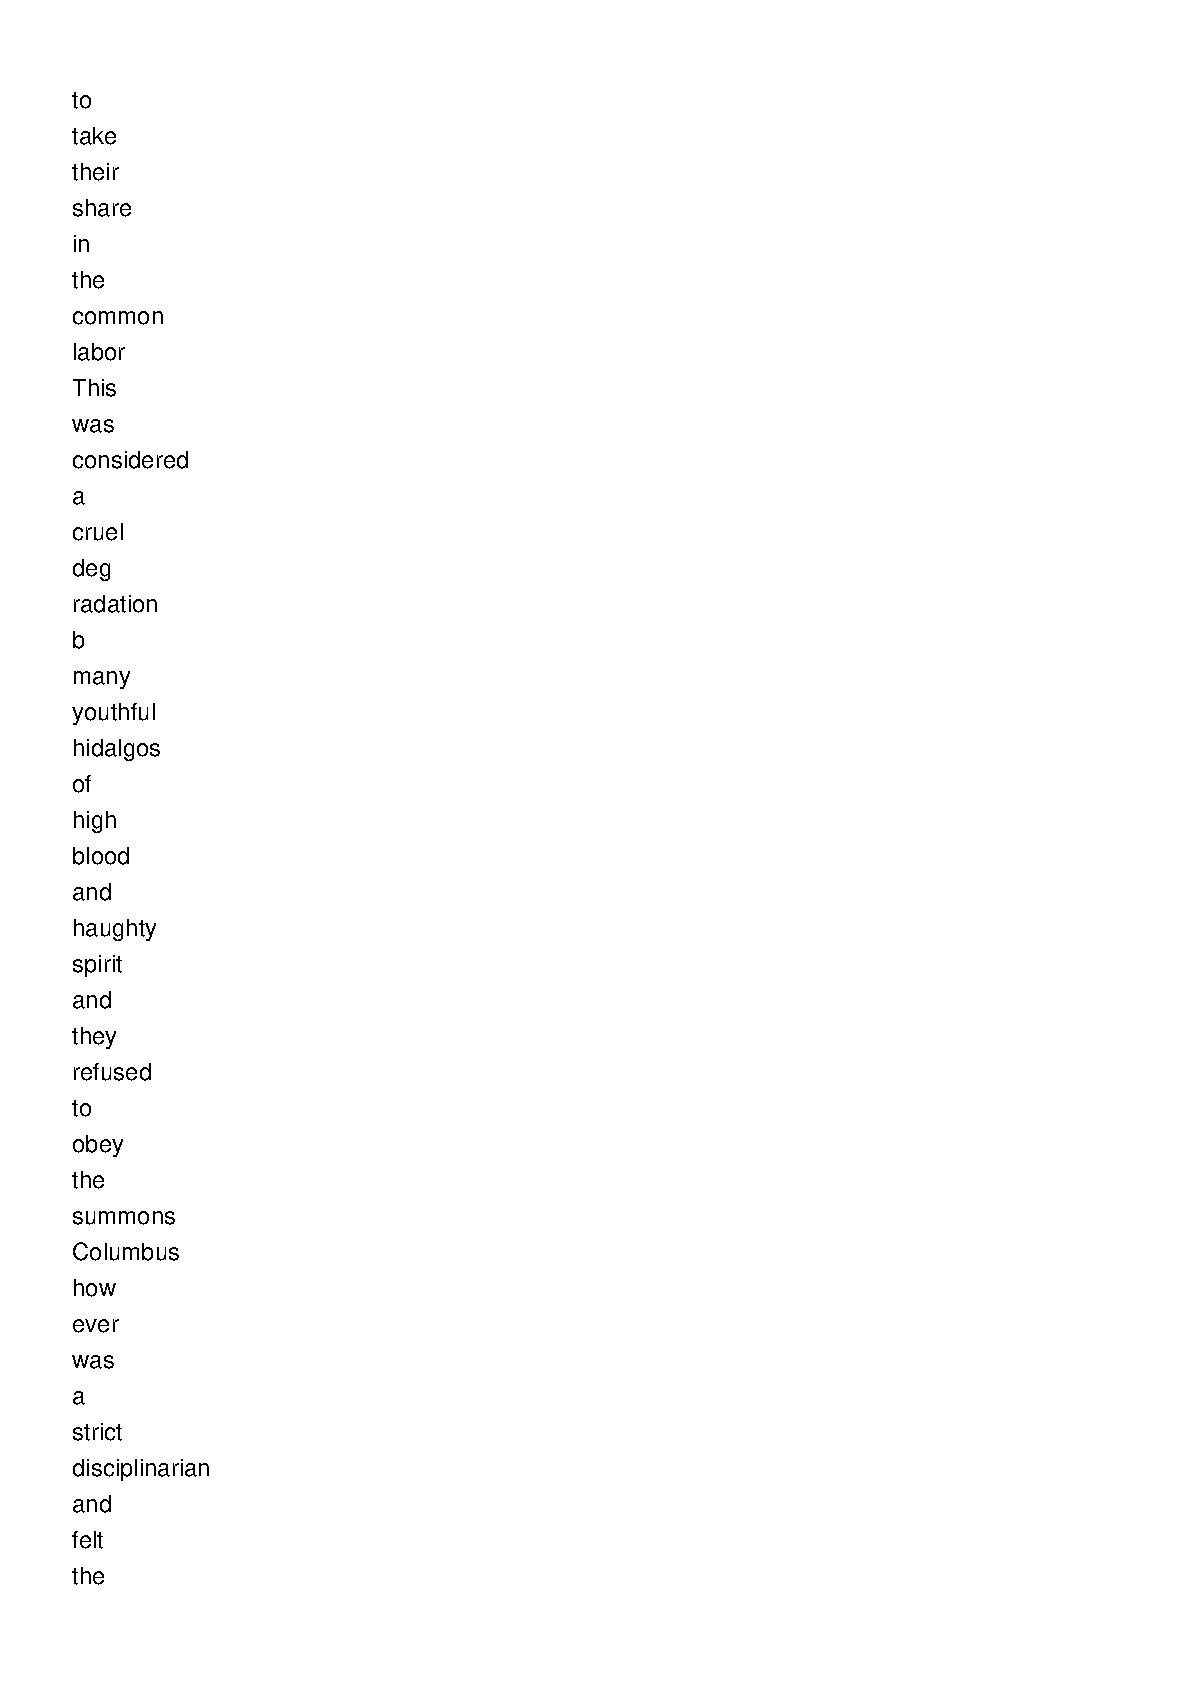 to
take
their
share
in
the
common
labor
This
was
considered
a
cruel
deg
radation
b
many
youthful
hidalgos
of
high
blood
and
haughty
spirit
and
they
refused
to
obey
the
summons
Columbus
how
ever
was
a
strict
disciplinarian
and
felt
the